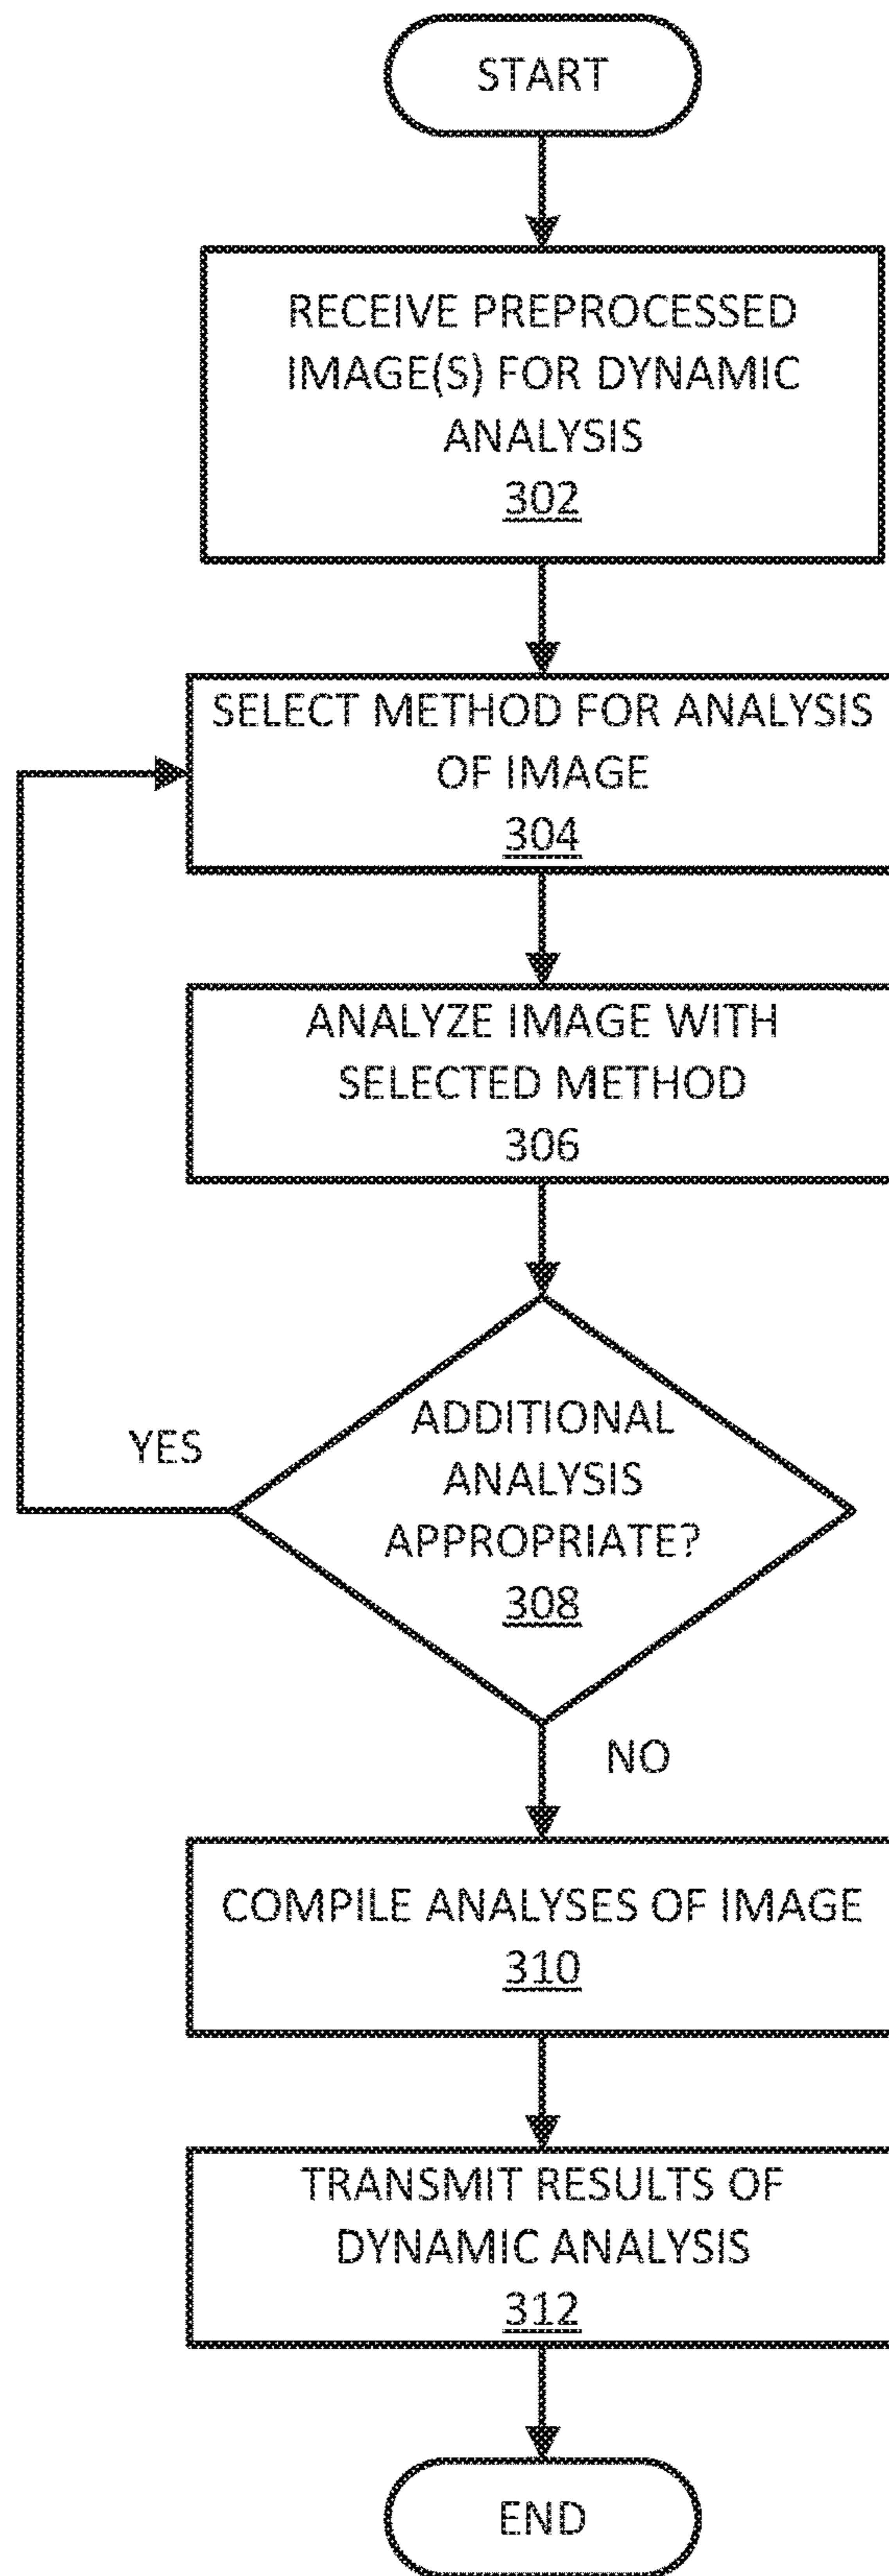 START
RECEIVE PREPROCESSED
IMAGE(S) FOR DYNAMIC
ANALYSIS
302
SELECT METHOD FOR ANALYSIS
OF IMAGE
304
ANALYZE IMAGE WITH
SELECTED METHOD
306
YES
ADDITIONAL
ANALYSIS
APPROPRIATE?
308
NO
COMPILE ANALYSES OF IMAGE
310
TRANSMIT RESULTS OF
DYNAMIC ANALYSIS
312
END